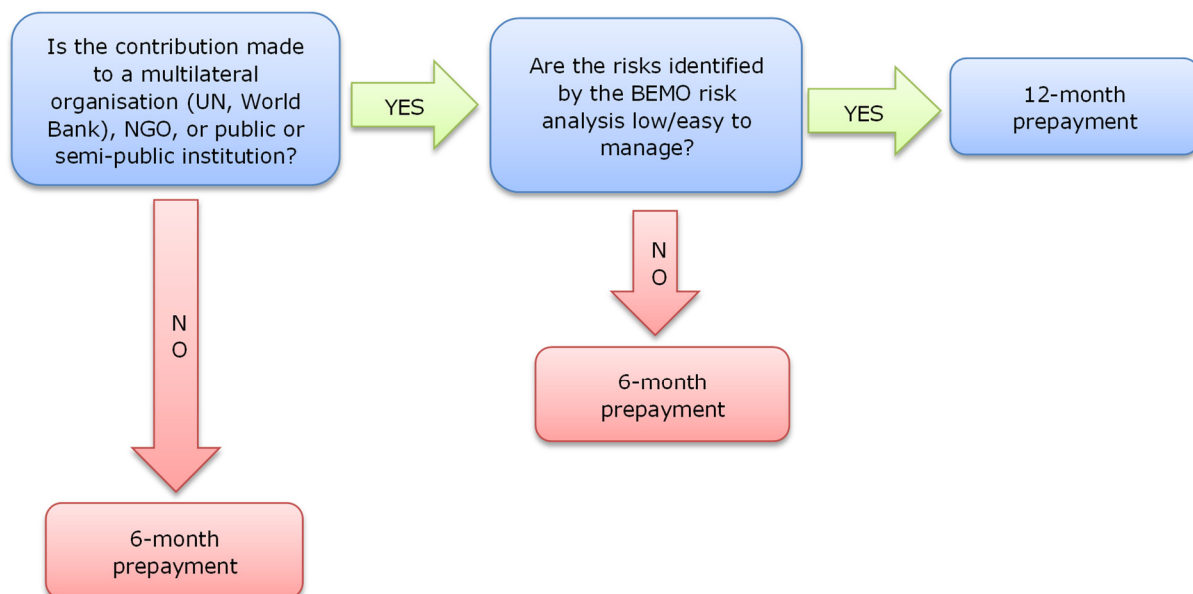 Is the contribution made
to a multilateral
organisation (UN, World
Bank), NGO, or public or
semi-public institution?
YES
Are the risks identified
by the BEMO risk
analysis low/easy to
manage?
YES
12-month
prepayment
N
O
6-month
prepayment
N
O
6-month
prepayment